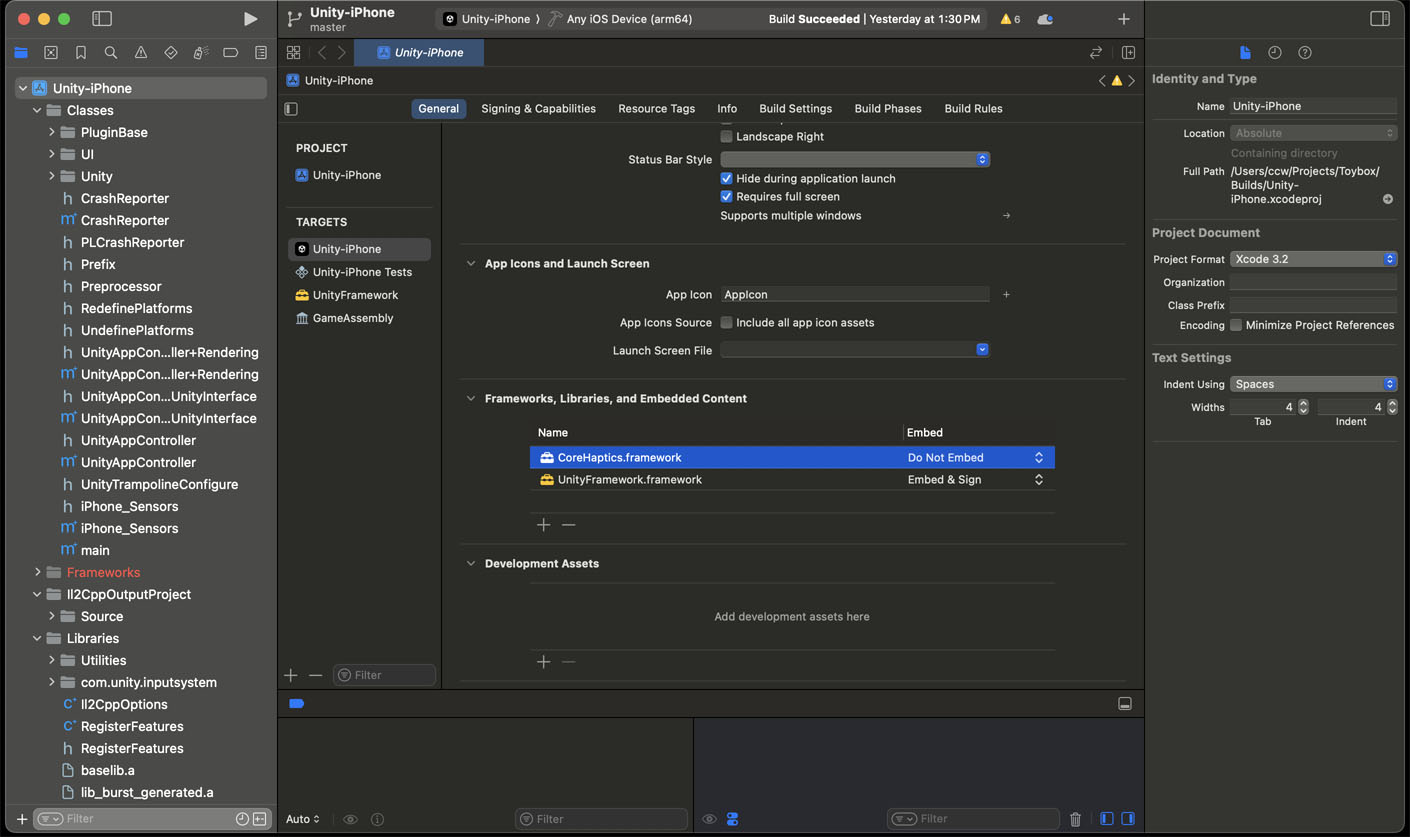 Unity-iPhone
master
Unity-iPhone
Any iOS Device (arm64)
Build Succeeded | Yesterday at 1:30 PM
6
Unity-iPhone
Unity-iPhone
General
Signing & Capabilities
Resource Tags
Info
Build Settings
Build Phases
Build Rules
Unity-iPhone
Classes
PluginBase
UI
Unity
CrashReporter
CrashReporter
PLCrashReporter
Prefix
Preprocessor
RedefinePlatforms
UndefinePlatforms
UnityAppCon...ller+Rendering
UnityAppCon...ller+Rendering
UnityAppCon...UnityInterface
UnityAppCon...UnityInterface
UnityAppController
UnityAppController
UnityTrampolineConfigure
iPhone_Sensors
iPhone_Sensors
main
Frameworks
Il2CppOutputProject
Source
Libraries
Utilities
com.unity.inputsystem
Il2CppOptions
RegisterFeatures
RegisterFeatures
baselib.a
lib_burst_generated.a
Filter
PROJECT
Unity-iPhone
TARGETS
Unity-iPhone
Unity-iPhone Tests
UnityFramework
GameAssembly
Filter
Landscape Right
Status Bar Style
Hide during application launch
Requires full screen
Supports multiple windows
App Icons and Launch Screen
App Icon AppIcon
App Icons Source Include all app icon assets
Launch Screen File
Frameworks, Libraries, and Embedded Content
Name Embed
CoreHaptics.framework Do Not Embed
UnityFramework.framework Embed & Sign
Development Assets
Add development assets here
Auto
Filter
Filter
Identity and Type
Name Unity-iPhone
Location Absolute
Containing directory
Full Path /Users/ccw/Projects/Toybox/
Builds/Unity-
iPhone.xcodeproj
Project Document
Project Format Xcode 3.2
Organization
Class Prefix
Encoding Minimize Project References
Text Settings
Indent Using Spaces
Widths 4 4
Tab Indent